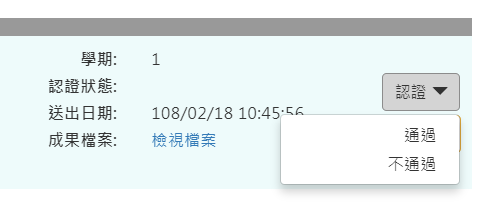 學期: 1
認證狀態:
認證
送出日期: 108/02/18 10:45:56
成果檔案: 檢視檔案
通過
不通過